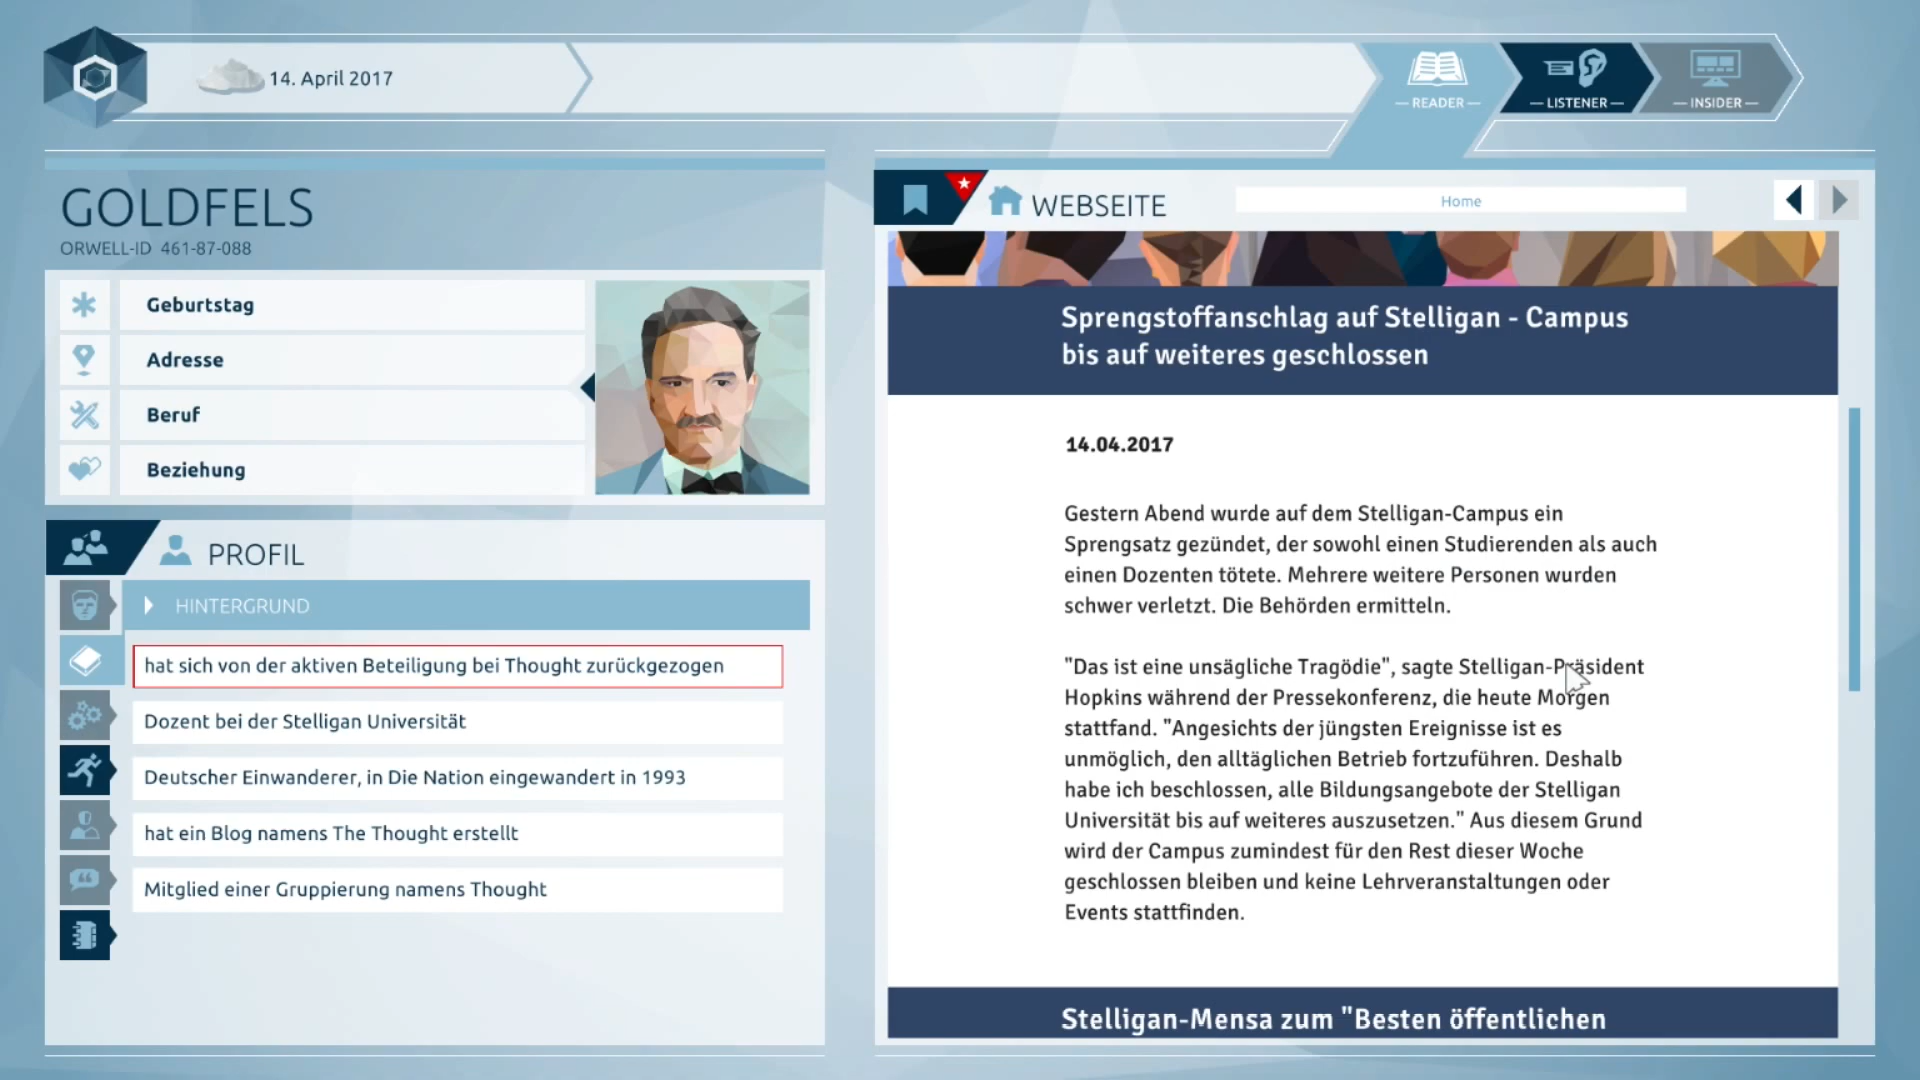 14. April 2017
READER
LISTENER
INSIDER
GOLDFELS
ORWELL-ID 461-87-088
Geburtstag
Adresse
Beruf
Beziehung
PROFIL
HINTERGRUND
hat sich von der aktiven Beteiligung bei Thought zurückgezogen
Dozent bei der Stelligan Universität
Deutscher Einwanderer, in Die Nation eingewandert in 1993
hat ein Blog namens The Thought erstellt
Mitglied einer Gruppierung namens Thought
WEBSEITE
Home
Sprengstoffanschlag auf Stelligan - Campus
bis auf weiteres geschlossen
14.04.2017
Gestern Abend wurde auf dem Stelligan-Campus ein
Sprengsatz gezündet, der sowohl einen Studierenden als auch
einen Dozenten tötete. Mehrere weitere Personen wurden
schwer verletzt. Die Behörden ermitteln.
"Das ist eine unsägliche Tragödie", sagte Stelligan-Präsident
Hopkins während der Pressekonferenz, die heute Morgen
stattfand. "Angesichts der jüngsten Ereignisse ist es
unmöglich, den alltäglichen Betrieb fortzuführen. Deshalb
habe ich beschlossen, alle Bildungsangebote der Stelligan
Universität bis auf weiteres auszusetzen." Aus diesem Grund
wird der Campus zumindest für den Rest dieser Woche
geschlossen bleiben und keine Lehrveranstaltungen oder
Events stattfinden.
Stelligan-Mensa zum "Besten öffentlichen